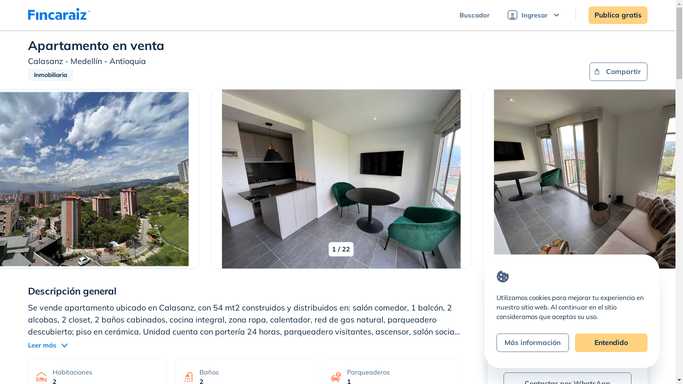 Fincaraiz
Buscador
Ingresar
Publica gratis
Apartamento en venta
Calasanz - Medellín - Antioquia
Inmobiliaria
Compartir
1 / 22
Descripción general
Se vende apartamento ubicado en Calasanz, con 54 mt2 construidos y distribuidos en: salón comedor, 1 balcón, 2
alcobas, 2 closet, 2 baños cabinados, cocina integral, zona ropa, calentador, red de gas natural, parqueadero
descubierto; piso en cerámica. Unidad cuenta con portería 24 horas, parqueadero visitantes, ascensor, salón socia...
Leer más
Habitaciones
2
Baños
2
Parqueaderos
1
Utilizamos cookies para mejorar tu experiencia en
nuestro sitio web. Al continuar en el sitio
consideramos que aceptas su uso.
Más información
Entendido
Contactar por WhatsApp